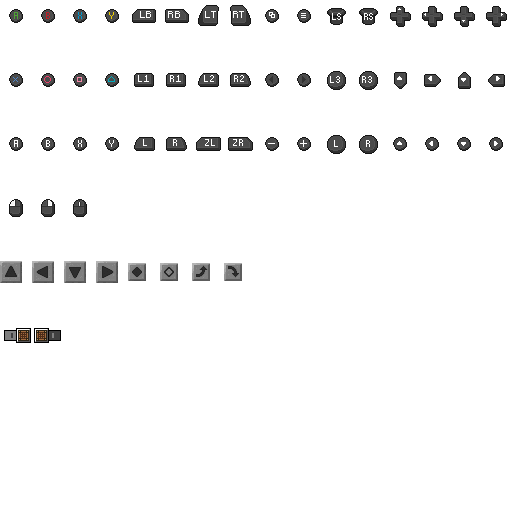 A B X Y LB RB LT RT LS RS
L1 R1 L2 R2 L3 R3
A B X Y L R ZL ZR L R